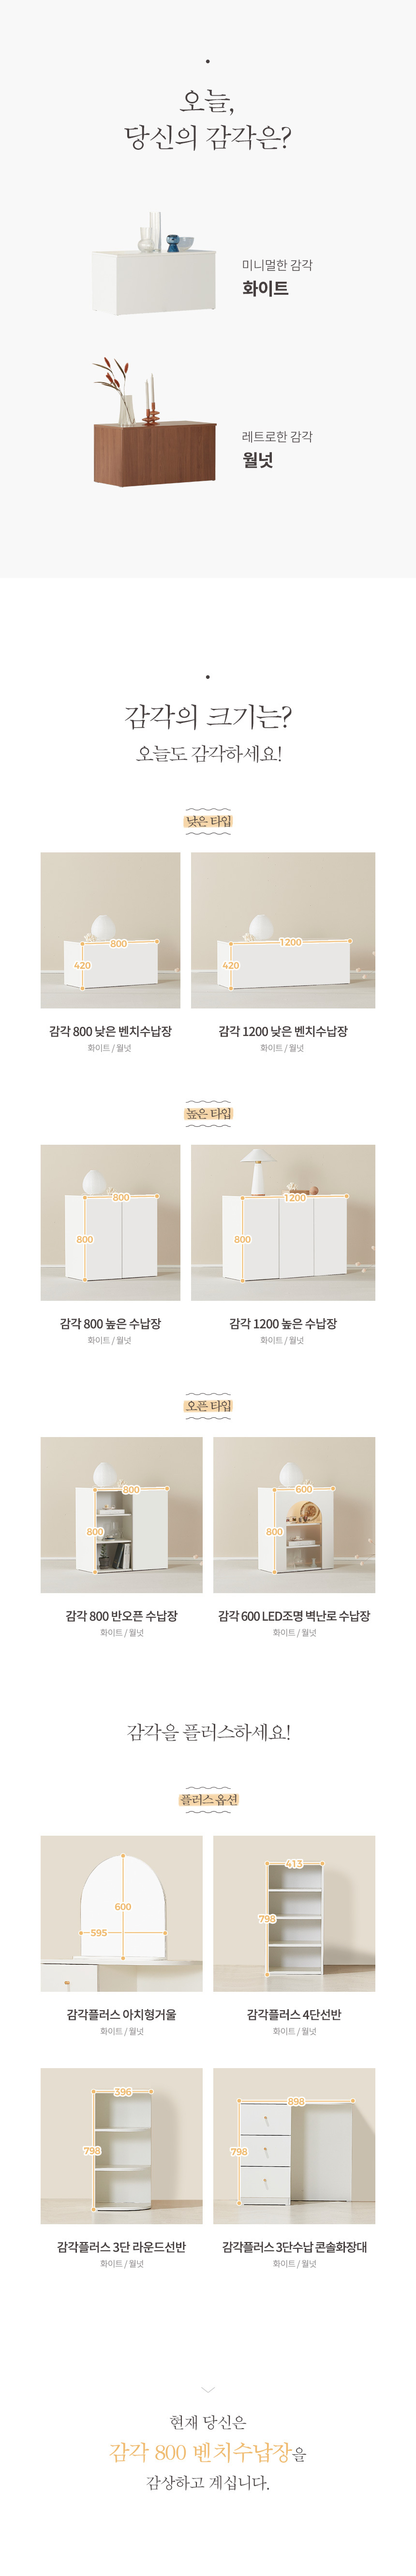 오늘,
당신의 감각은?
미니멀한 감각
화이트
레트로한 감각
월넛
감각의 크기는?
오늘도 감각하세요!
낮은 타입
800
420
1200
420
감각 800 낮은 벤치수납장
화이트 / 월넛
감각 1200 낮은 벤치수납장
화이트 / 월넛
높은 타입
800
800
1200
800
감각 800 높은 수납장
화이트 / 월넛
감각 1200 높은 수납장
화이트 / 월넛
오픈 타입
800
800
600
800
감각 800 반오픈 수납장
화이트 / 월넛
감각 600 LED조명 벽난로 수납장
화이트 / 월넛
감각을 플러스하세요!
플러스 옵션
600
595
413
798
감각플러스 아치형거울
화이트 / 월넛
감각플러스 4단선반
화이트 / 월넛
396
798
898
798
감각플러스 3단 라운드선반
화이트 / 월넛
감각플러스 3단수납 콘솔화장대
화이트 / 월넛
현재 당신은
감각 800 벤치수납장을
감상하고 계십니다.